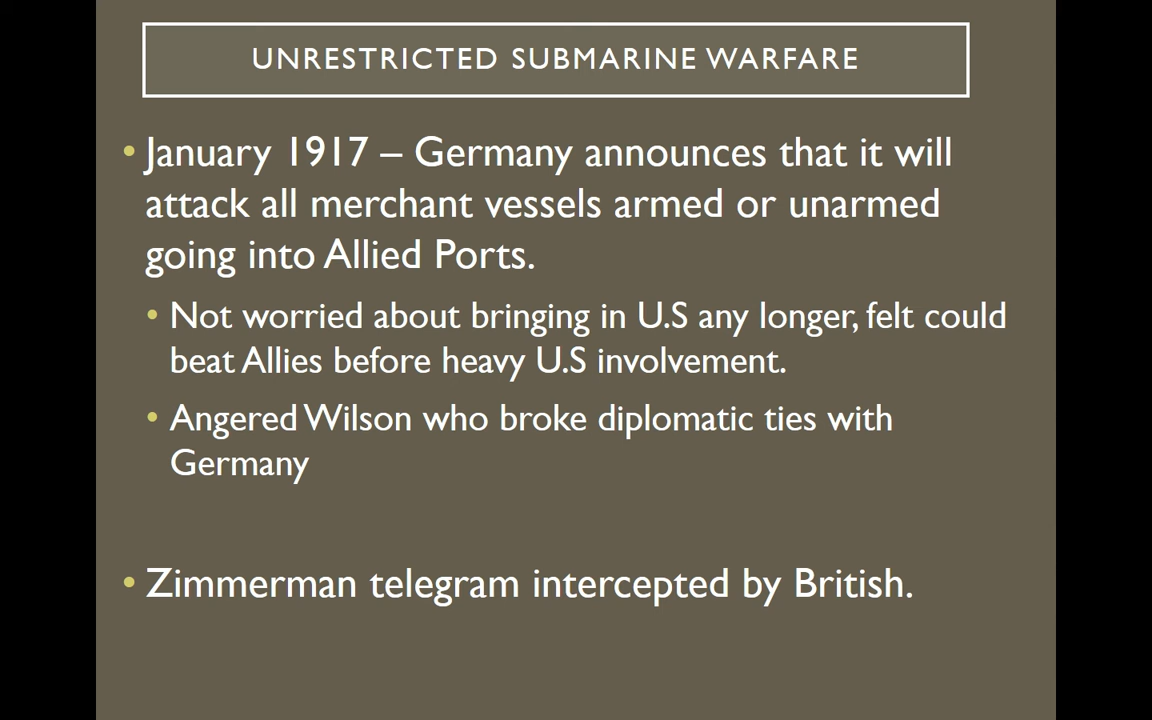 UNRESTRICTED SUBMARINE WARFARE
• January 1917 – Germany announces that it will
attack all merchant vessels armed or unarmed
going into Allied Ports.
• Not worried about bringing in U.S any longer, felt could
beat Allies before heavy U.S involvement.
• Angered Wilson who broke diplomatic ties with
Germany
• Zimmerman telegram intercepted by British.